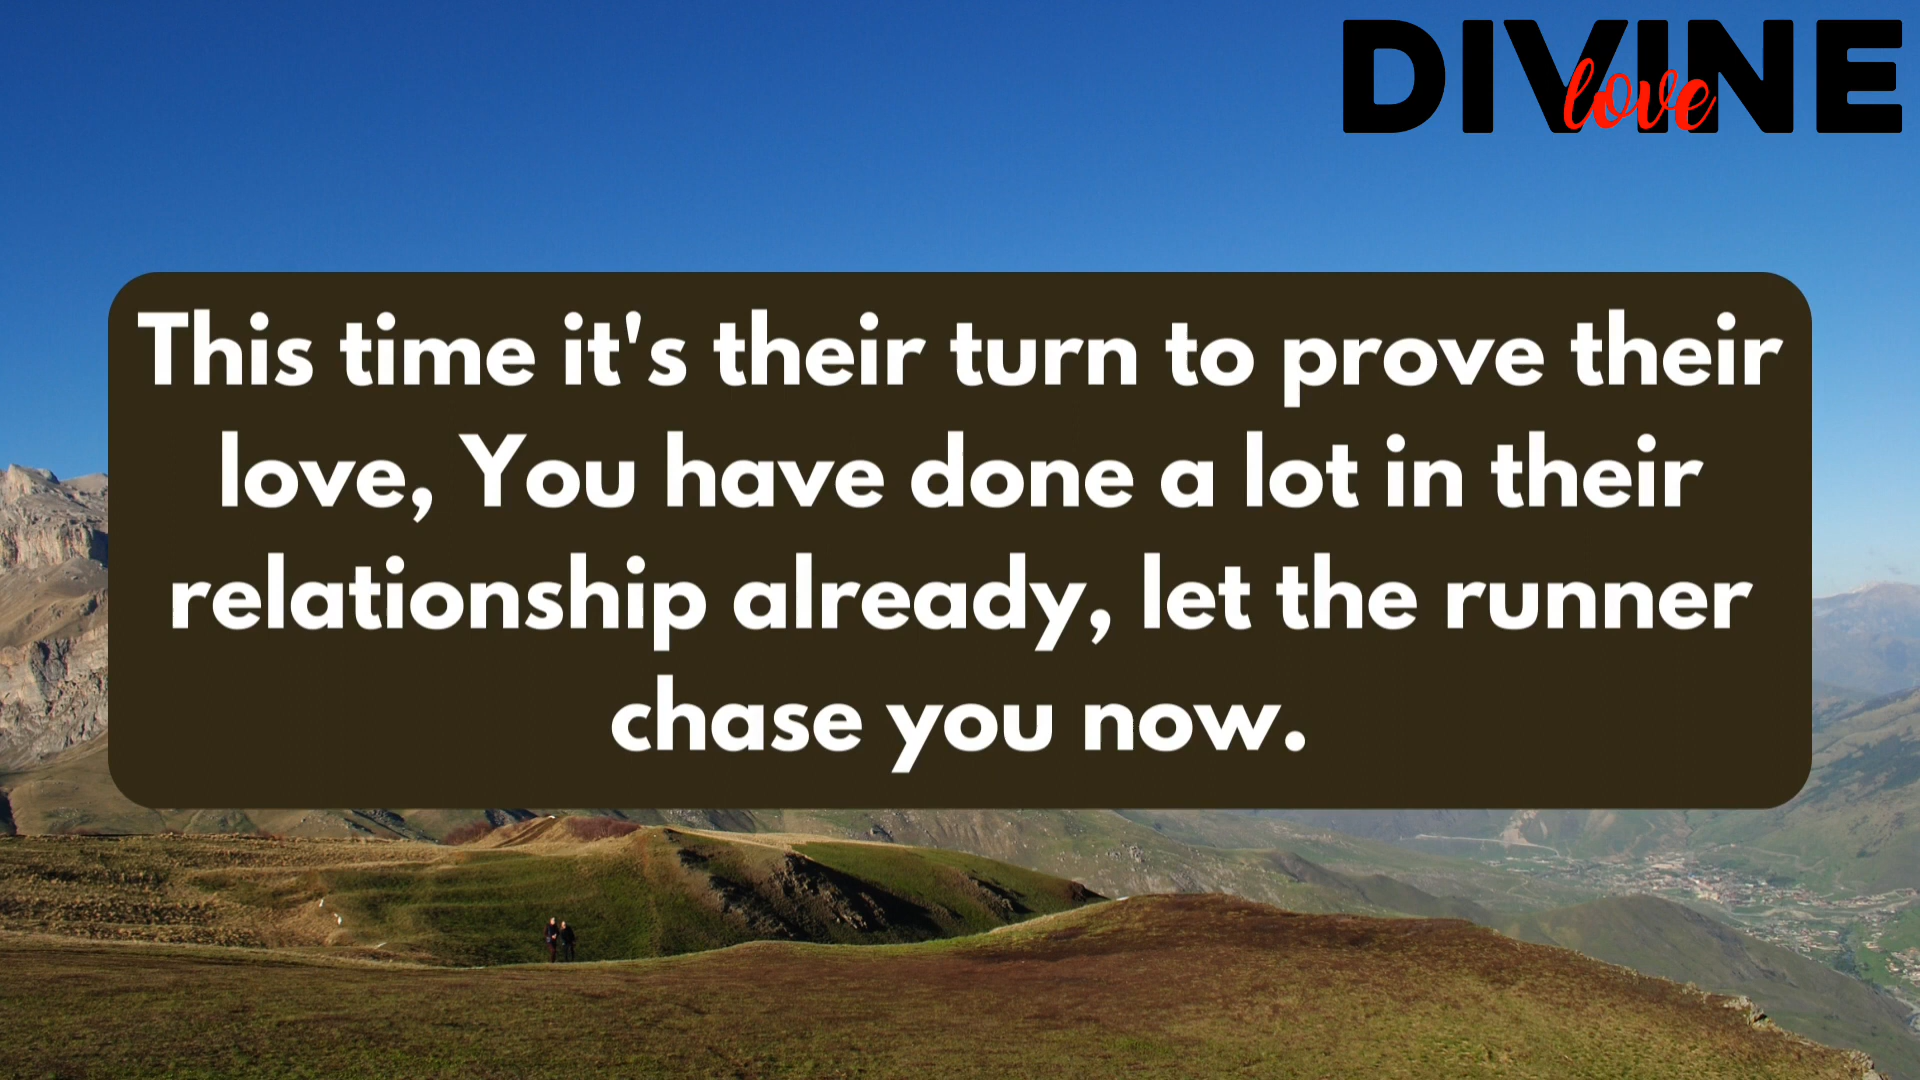 DIVINE
love
This time it's their turn to prove their
love, You have done a lot in their
relationship already, let the runner
chase you now.